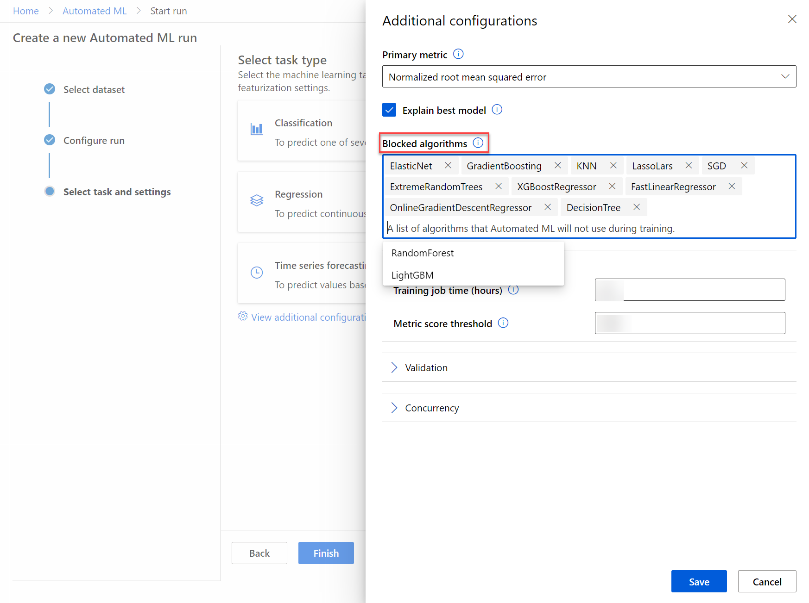 Home > Automated ML > Start run
Create a new Automated ML run
Select dataset
Configure run
Select task and settings
Select task type
Select the machine learning ta
featurization settings.
Classification
To predict one of seve
Regression
To predict continuous
Time series forecasti
To predict values base
View additional configurati
Back
Finish
Additional configurations
Primary metric
Normalized root mean squared error
Explain best model
Blocked algorithms
ElasticNet GradientBoosting KNN LassoLars SGD
ExtremeRandomTrees XGBoostRegressor FastLinearRegressor
OnlineGradientDescentRegressor DecisionTree
A list of algorithms that Automated ML will not use during training.
RandomForest
LightGBM
Training job time (hours)
Metric score threshold
Validation
Concurrency
Save
Cancel